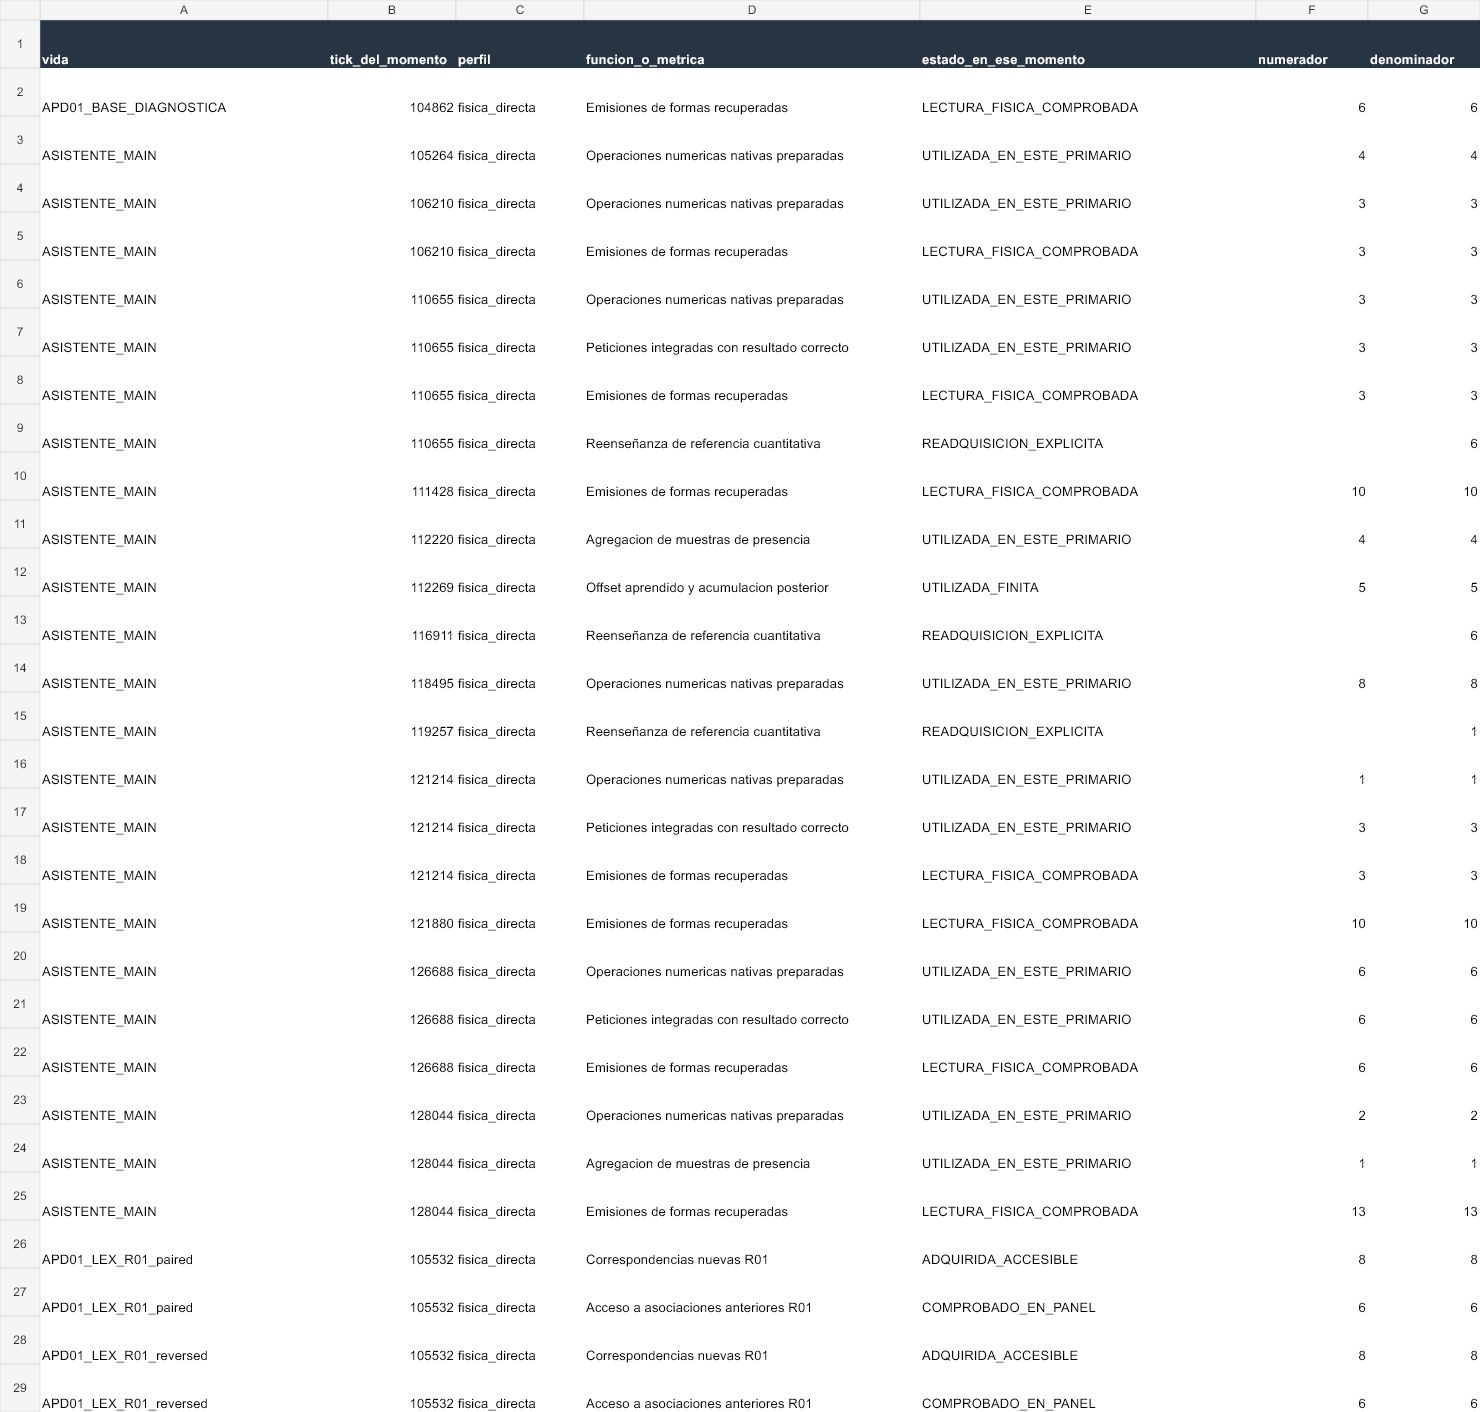 A B C D E F G
1 vida tick_del_momento perfil funcion_o_metrica estado_en_ese_momento numerador denominador
2 APD01_BASE_DIAGNOSTICA 104862 fisica_directa Emisiones de formas recuperadas LECTURA_FISICA_COMPROBADA 6 6
3 ASISTENTE_MAIN 105264 fisica_directa Operaciones numericas nativas preparadas UTILIZADA_EN_ESTE_PRIMARIO 4 4
4 ASISTENTE_MAIN 106210 fisica_directa Operaciones numericas nativas preparadas UTILIZADA_EN_ESTE_PRIMARIO 3 3
5 ASISTENTE_MAIN 106210 fisica_directa Emisiones de formas recuperadas LECTURA_FISICA_COMPROBADA 3 3
6 ASISTENTE_MAIN 110655 fisica_directa Operaciones numericas nativas preparadas UTILIZADA_EN_ESTE_PRIMARIO 3 3
7 ASISTENTE_MAIN 110655 fisica_directa Peticiones integradas con resultado correcto UTILIZADA_EN_ESTE_PRIMARIO 3 3
8 ASISTENTE_MAIN 110655 fisica_directa Emisiones de formas recuperadas LECTURA_FISICA_COMPROBADA 3 3
9 ASISTENTE_MAIN 110655 fisica_directa Reenseñanza de referencia cuantitativa READQUISICION_EXPLICITA 6
10 ASISTENTE_MAIN 111428 fisica_directa Emisiones de formas recuperadas LECTURA_FISICA_COMPROBADA 10 10
11 ASISTENTE_MAIN 112220 fisica_directa Agregacion de muestras de presencia UTILIZADA_EN_ESTE_PRIMARIO 4 4
12 ASISTENTE_MAIN 112269 fisica_directa Offset aprendido y acumulacion posterior UTILIZADA_FINITA 5 5
13 ASISTENTE_MAIN 116911 fisica_directa Reenseñanza de referencia cuantitativa READQUISICION_EXPLICITA 6
14 ASISTENTE_MAIN 118495 fisica_directa Operaciones numericas nativas preparadas UTILIZADA_EN_ESTE_PRIMARIO 8 8
15 ASISTENTE_MAIN 119257 fisica_directa Reenseñanza de referencia cuantitativa READQUISICION_EXPLICITA 1
16 ASISTENTE_MAIN 121214 fisica_directa Operaciones numericas nativas preparadas UTILIZADA_EN_ESTE_PRIMARIO 1 1
17 ASISTENTE_MAIN 121214 fisica_directa Peticiones integradas con resultado correcto UTILIZADA_EN_ESTE_PRIMARIO 3 3
18 ASISTENTE_MAIN 121214 fisica_directa Emisiones de formas recuperadas LECTURA_FISICA_COMPROBADA 3 3
19 ASISTENTE_MAIN 121880 fisica_directa Emisiones de formas recuperadas LECTURA_FISICA_COMPROBADA 10 10
20 ASISTENTE_MAIN 126688 fisica_directa Operaciones numericas nativas preparadas UTILIZADA_EN_ESTE_PRIMARIO 6 6
21 ASISTENTE_MAIN 126688 fisica_directa Peticiones integradas con resultado correcto UTILIZADA_EN_ESTE_PRIMARIO 6 6
22 ASISTENTE_MAIN 126688 fisica_directa Emisiones de formas recuperadas LECTURA_FISICA_COMPROBADA 6 6
23 ASISTENTE_MAIN 128044 fisica_directa Operaciones numericas nativas preparadas UTILIZADA_EN_ESTE_PRIMARIO 2 2
24 ASISTENTE_MAIN 128044 fisica_directa Agregacion de muestras de presencia UTILIZADA_EN_ESTE_PRIMARIO 1 1
25 ASISTENTE_MAIN 128044 fisica_directa Emisiones de formas recuperadas LECTURA_FISICA_COMPROBADA 13 13
26 APD01_LEX_R01_paired 105532 fisica_directa Correspondencias nuevas R01 ADQUIRIDA_ACCESIBLE 8 8
27 APD01_LEX_R01_paired 105532 fisica_directa Acceso a asociaciones anteriores R01 COMPROBADO_EN_PANEL 6 6
28 APD01_LEX_R01_reversed 105532 fisica_directa Correspondencias nuevas R01 ADQUIRIDA_ACCESIBLE 8 8
29 APD01_LEX_R01_reversed 105532 fisica_directa Acceso a asociaciones anteriores R01 COMPROBADO_EN_PANEL 6 6